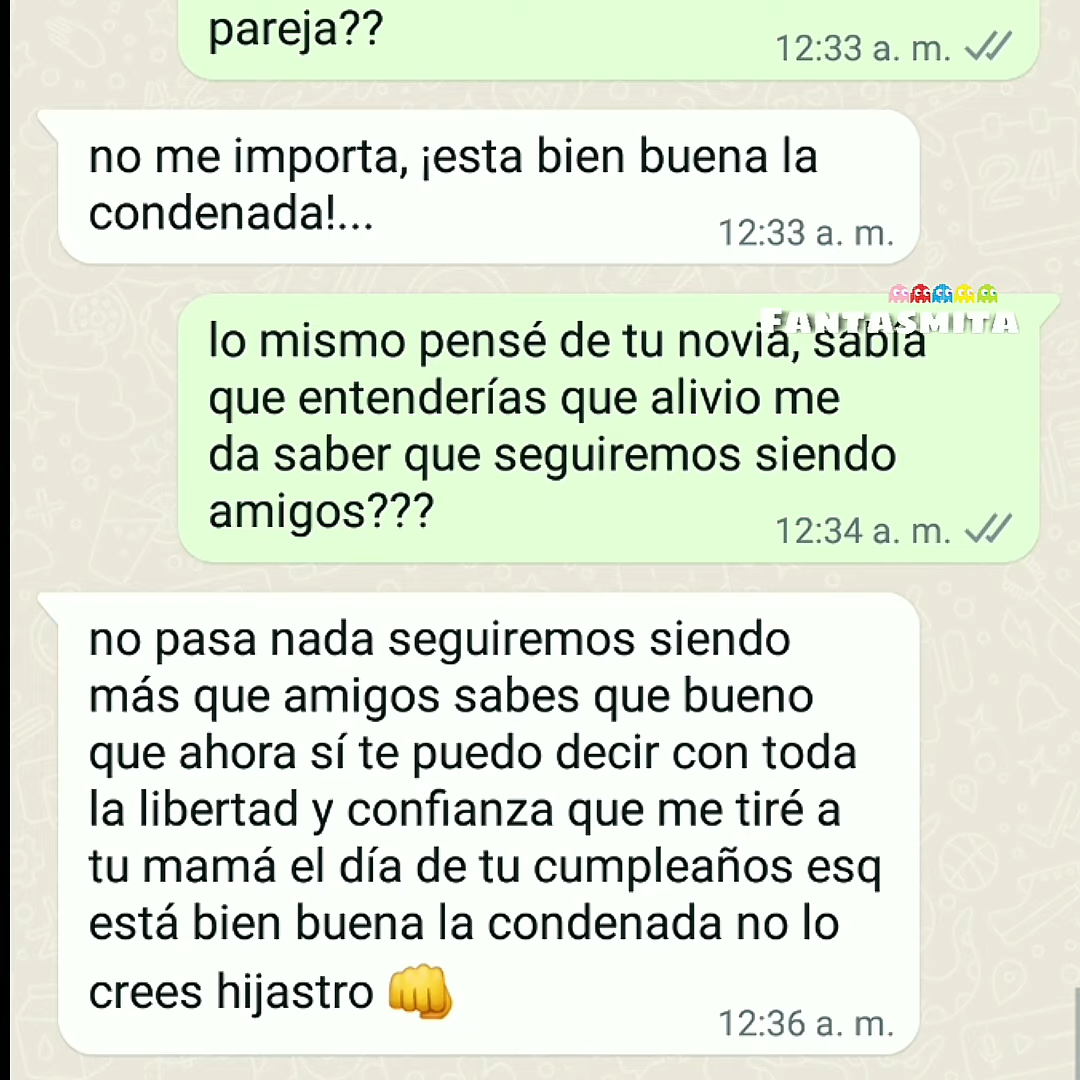 pareja??
12:33 a. m.
no me importa, ¡esta bien buena la
condenada!...
12:33 a. m.
FANTASMITA
lo mismo pensé de tu novia, sabía
que entenderías que alivio me
da saber que seguiremos siendo
amigos???
12:34 a. m.
no pasa nada seguiremos siendo
más que amigos sabes que bueno
que ahora sí te puedo decir con toda
la libertad y confianza que me tiré a
tu mamá el día de tu cumpleaños esq
está bien buena la condenada no lo
crees hijastro 👊
12:36 a. m.